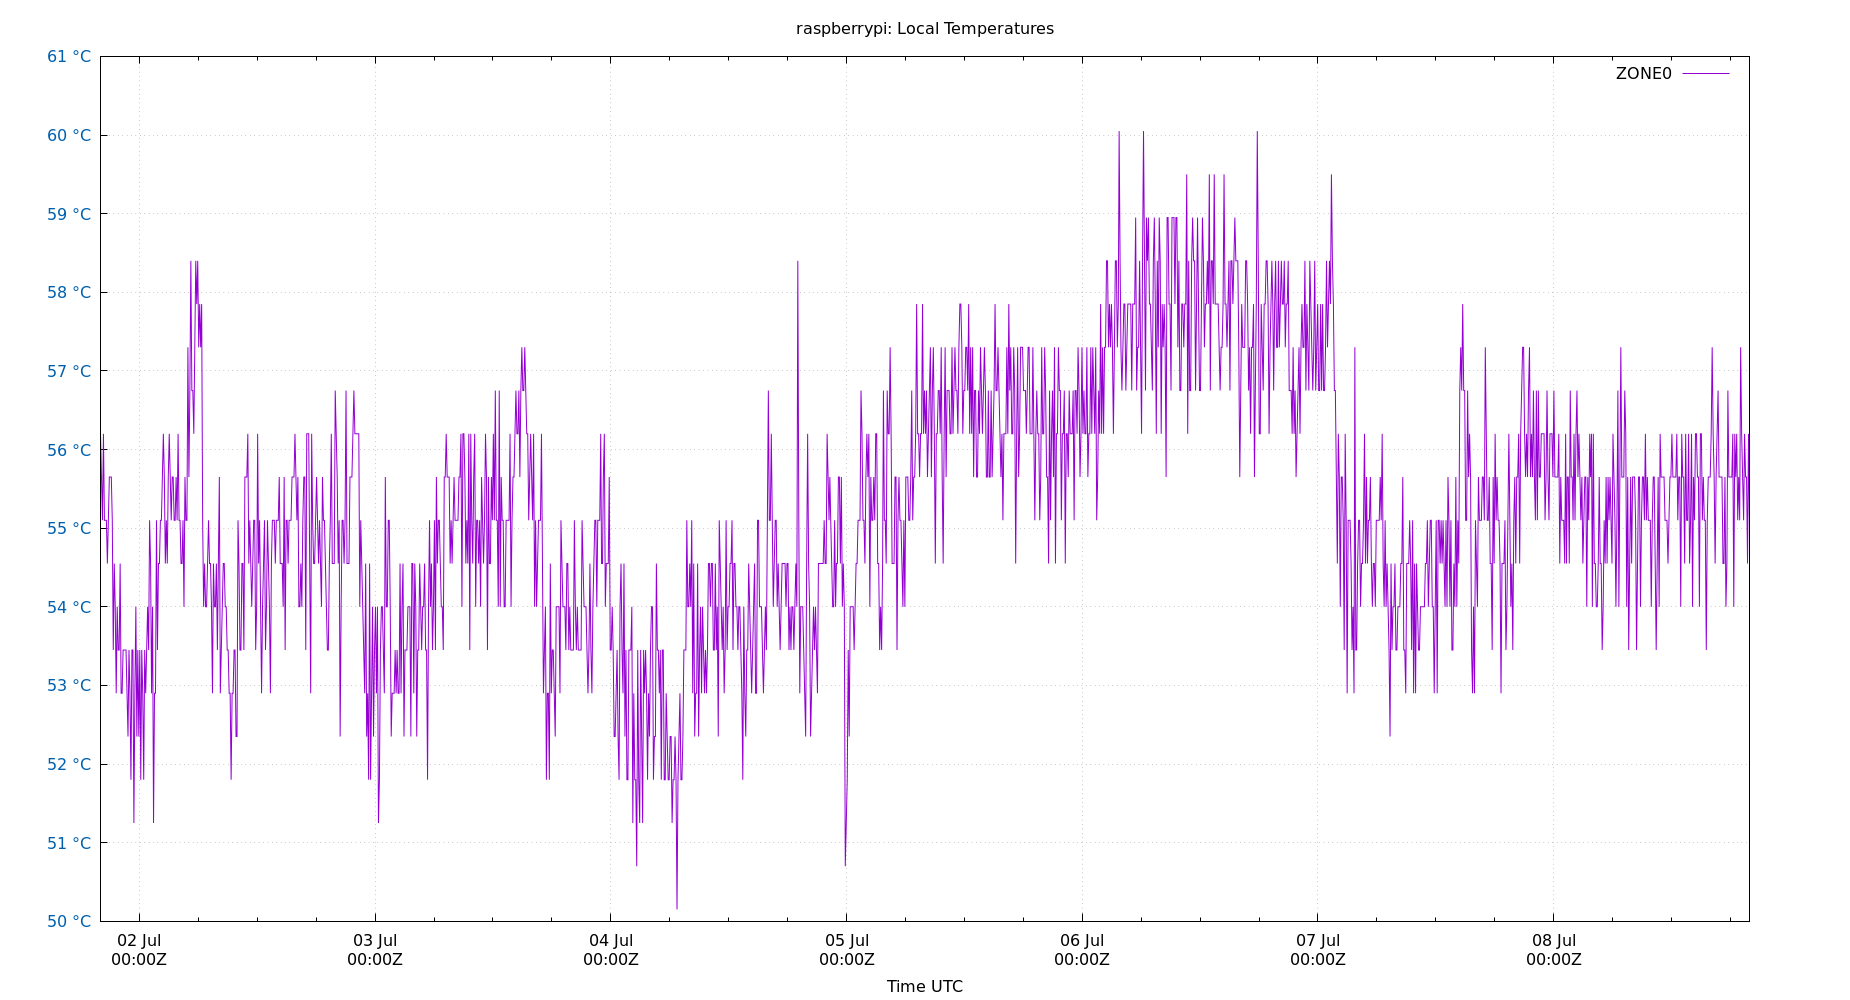 raspberrypi: Local Temperatures
61 °C
ZONE0
60 °C
59 °C
58 °C
57 °C
56 °C
55 °C
54 °C
53 °C
52 °C
51 °C
50 °C
02 Jul 03 Jul 04 Jul 05 Jul 06 Jul 07 Jul 08 Jul
00:00Z 00:00Z 00:00Z 00:00Z 00:00Z 00:00Z 00:00Z
Time UTC